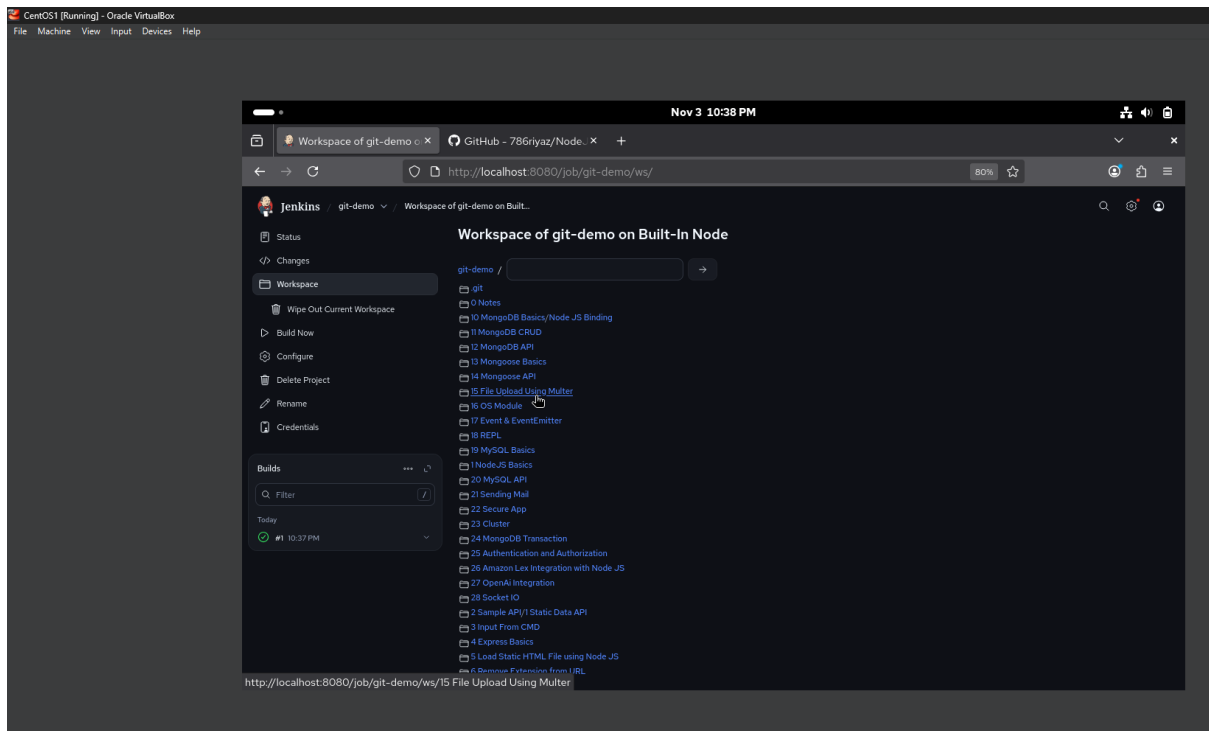 CentOS1 [Running] - Oracle VirtualBox
File Machine View Input Devices Help
Nov 3 10:38 PM
Workspace of git-demo o × GitHub - 786riyaz/Node. × +
http://localhost:8080/job/git-demo/ws/ 80%
Jenkins / git-demo / Workspace of git-demo on Built...
Status
Changes
Workspace
Wipe Out Current Workspace
Build Now
Configure
Delete Project
Rename
Credentials
Builds
Filter /
Today
#1 10:37 PM
Workspace of git-demo on Built-In Node
git-demo /
.git
0 Notes
10 MongoDB Basics/Node JS Binding
11 MongoDB CRUD
12 MongoDB API
13 Mongoose Basics
14 Mongoose API
15 File Upload Using Multer
16 OS Module
17 Event & EventEmitter
18 REPL
19 MySQL Basics
1 NodeJS Basics
20 MySQL API
21 Sending Mail
22 Secure App
23 Cluster
24 MongoDB Transaction
25 Authentication and Authorization
26 Amazon Lex Integration with Node JS
27 OpenAi Integration
28 Socket IO
2 Sample API/1 Static Data API
3 Input From CMD
4 Express Basics
5 Load Static HTML File using Node JS
6 Remove Extension from URL
http://localhost:8080/job/git-demo/ws/15 File Upload Using Multer